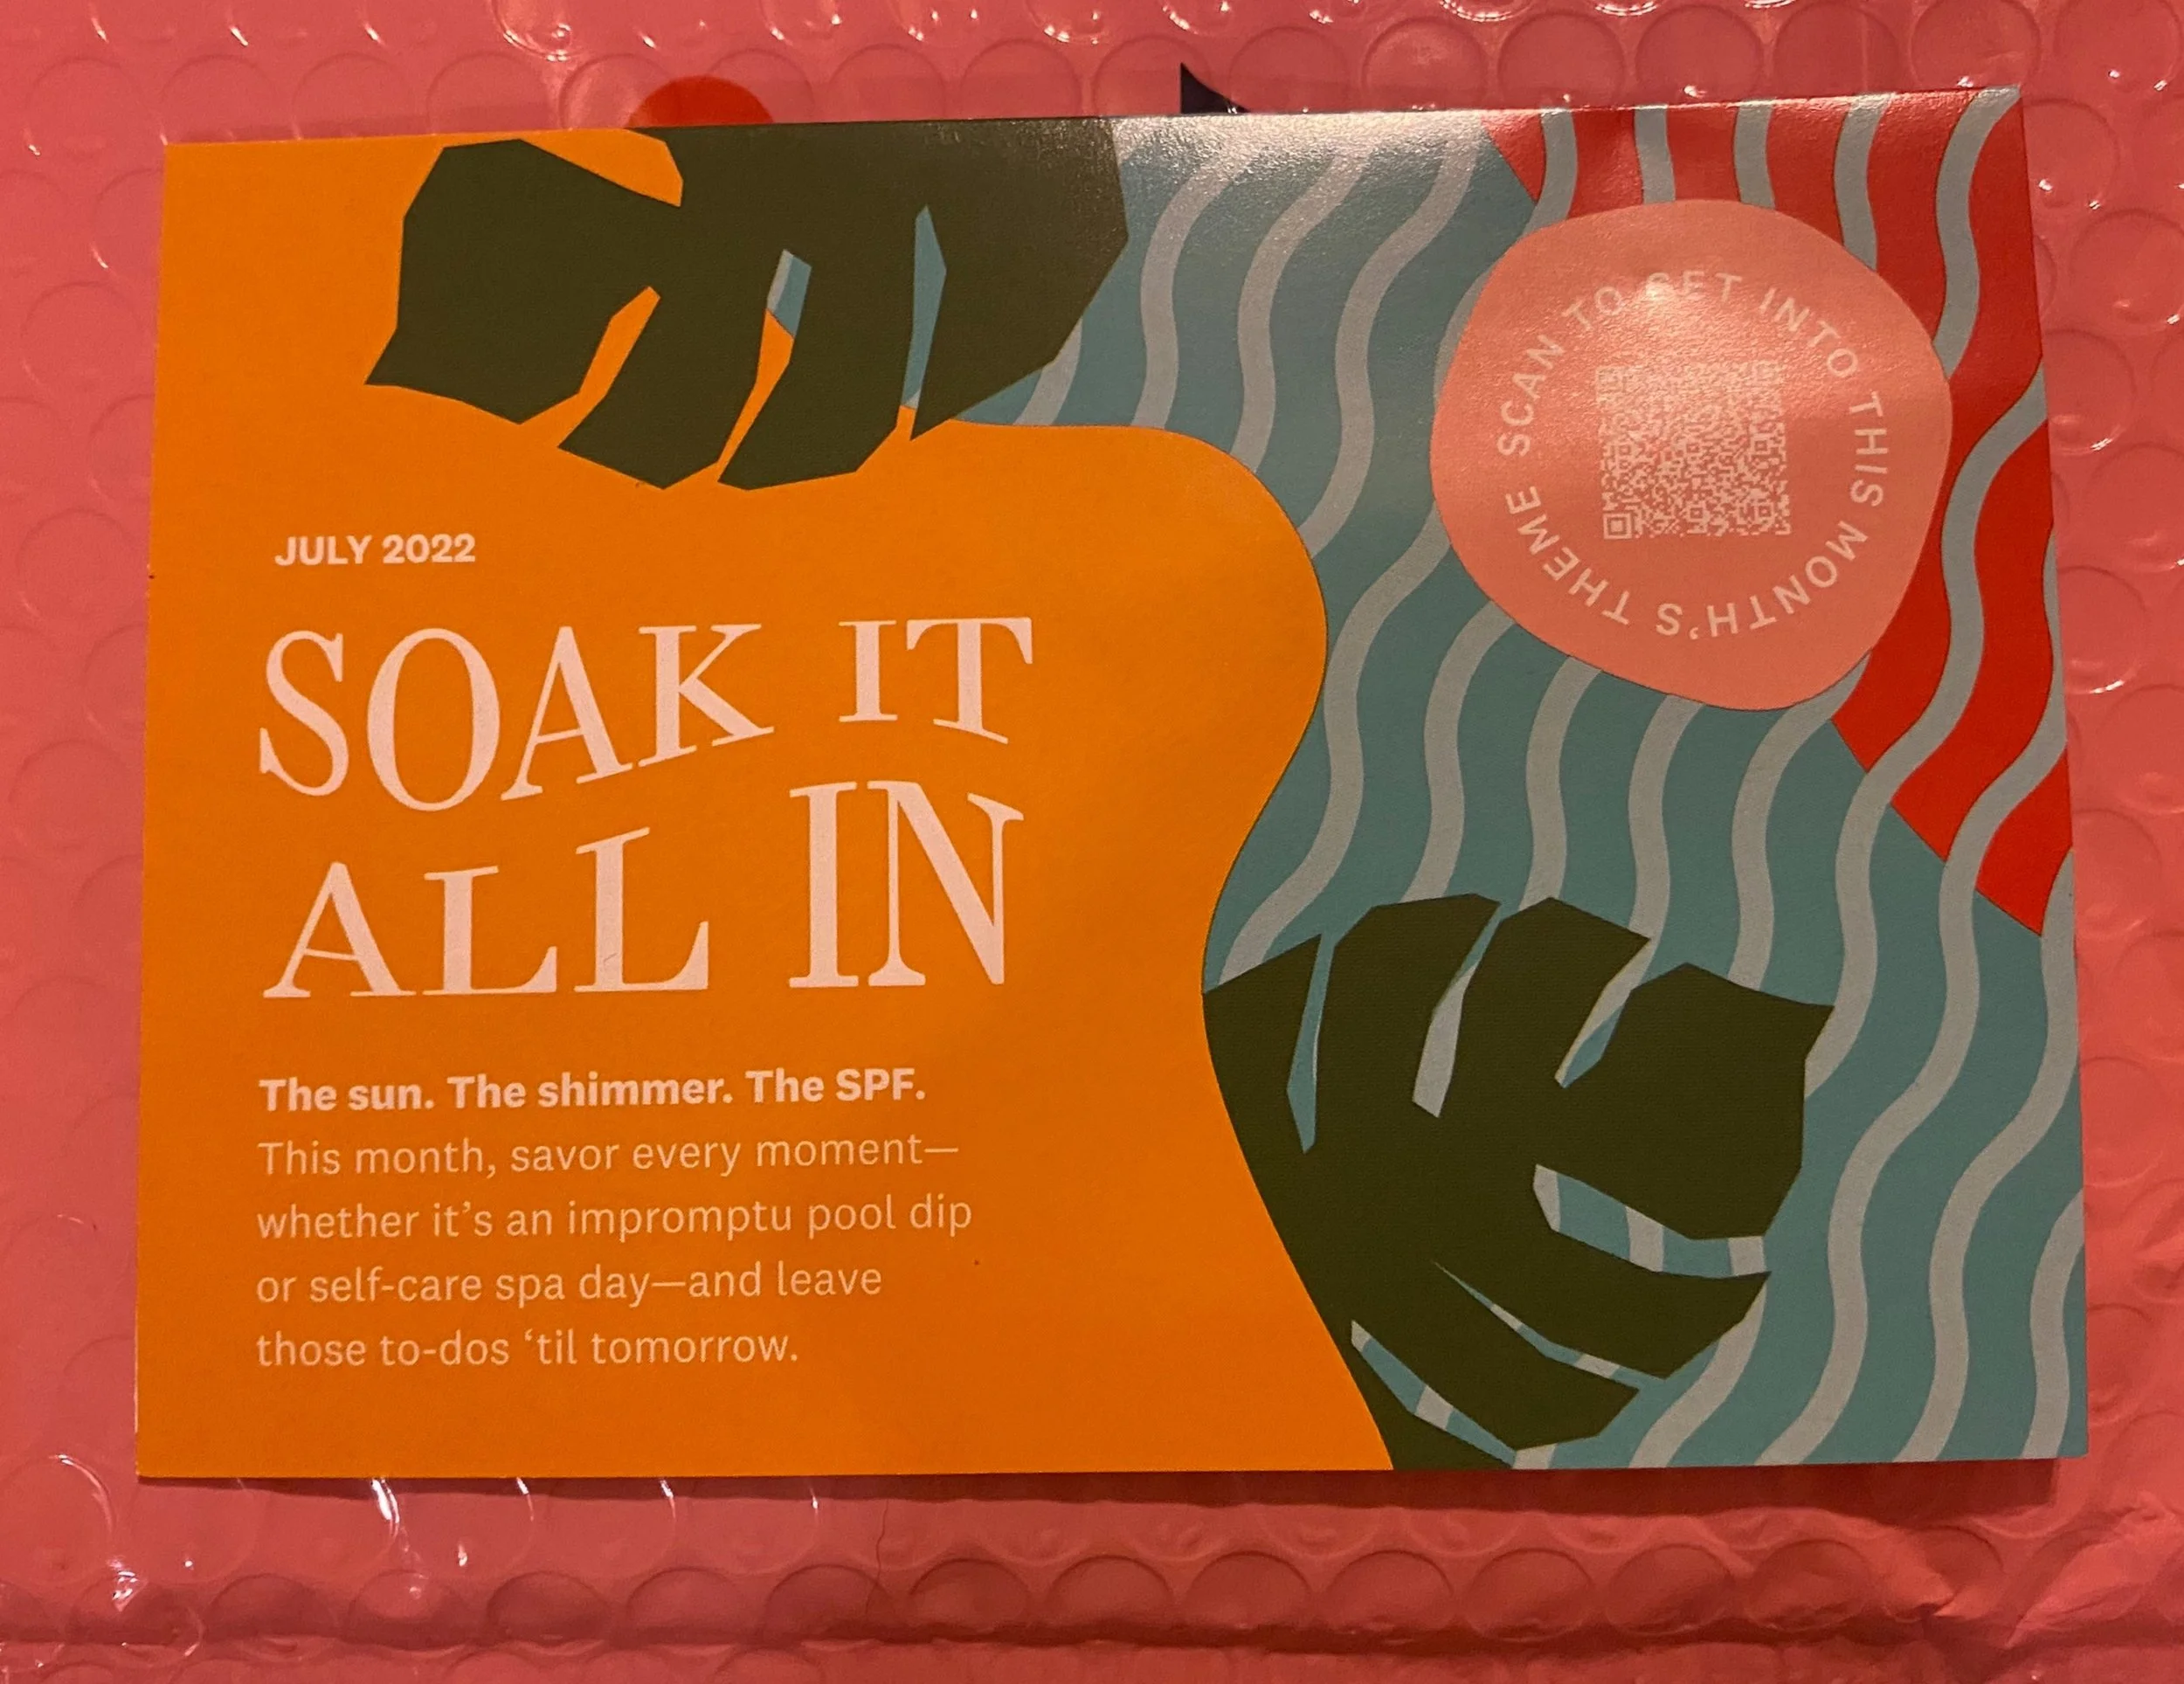 JULY 2022
SOAK IT
ALL IN
The sun. The shimmer. The SPF.
This month, savor every moment—
whether it’s an impromptu pool dip
or self-care spa day—and leave
those to-dos ‘til tomorrow.
SCAN TO GET INTO THIS MONTH’S THEME